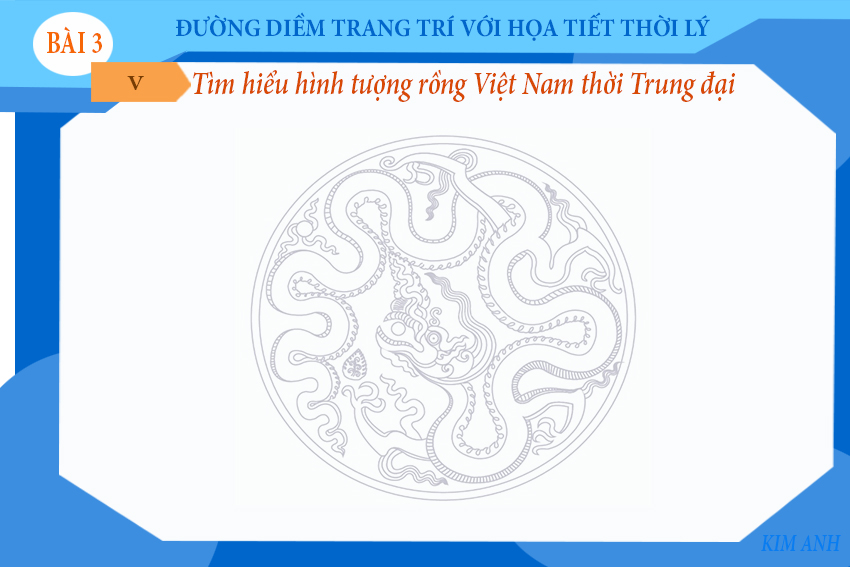 ĐƯỜNG DIỀM TRANG TRÍ VỚI HỌA TIẾT THỜI LÝ
BÀI 3
V
Tìm hiểu hình tượng rồng Việt Nam thời Trung đại
KIM ANH